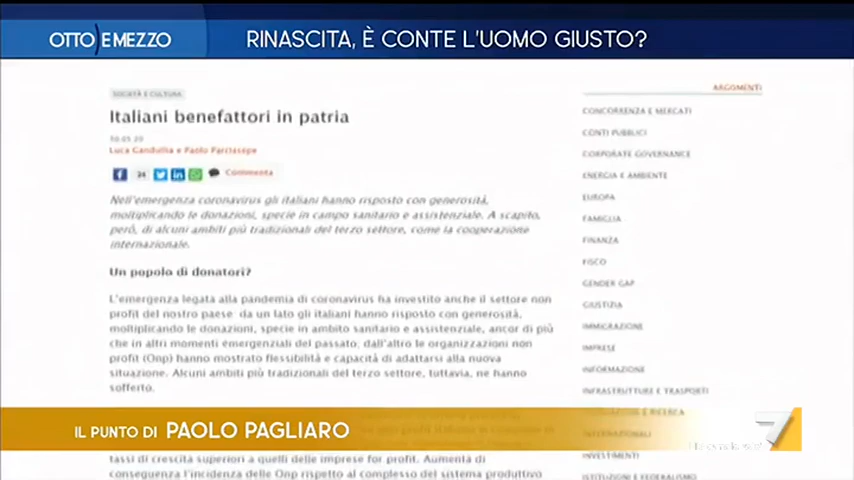 OTTO E MEZZO
RINASCITA, È CONTE L'UOMO GIUSTO?
SOCIETÀ E CULTURA
Italiani benefattori in patria
Luca Gandullia e Paolo Parciasepe
24
Commenta
Nell'emergenza coronavirus gli italiani hanno risposto con generosità,
moltiplicando le donazioni, specie in campo sanitario e assistenziale. A scapito,
però, di alcuni ambiti più tradizionali del terzo settore, come la cooperazione
internazionale.
Un popolo di donatori?
L'emergenza legata alla pandemia di coronavirus ha investito anche il settore non
profit del nostro paese: da un lato gli italiani hanno risposto con generosità,
moltiplicando le donazioni, specie in ambito sanitario e assistenziale, ancor di più
che in altri momenti emergenziali del passato; dall'altro le organizzazioni non
profit (Onp) hanno mostrato flessibilità e capacità di adattarsi alla nuova
situazione. Alcuni ambiti più tradizionali del terzo settore, tuttavia, ne hanno
sofferto.
tassi di crescita superiori a quelli delle imprese for profit. Aumenta di
conseguenza l'incidenza delle Onp rispetto al complesso del sistema produttivo
ARGOMENTI
CONCORRENZA E MERCATI
CONTI PUBBLICI
CORPORATE GOVERNANCE
ENERGIA E AMBIENTE
EUROPA
FAMIGLIA
FINANZA
FISCO
GENDER GAP
GIUSTIZIA
IMMIGRAZIONE
IMPRESE
INFORMAZIONE
INFRASTRUTTURE E TRASPORTI
E RICERCA
INTERNAZIONALI
INVESTIMENTI
ISTITUZIONI E FEDERALISMO
IL PUNTO DI PAOLO PAGLIARO
7